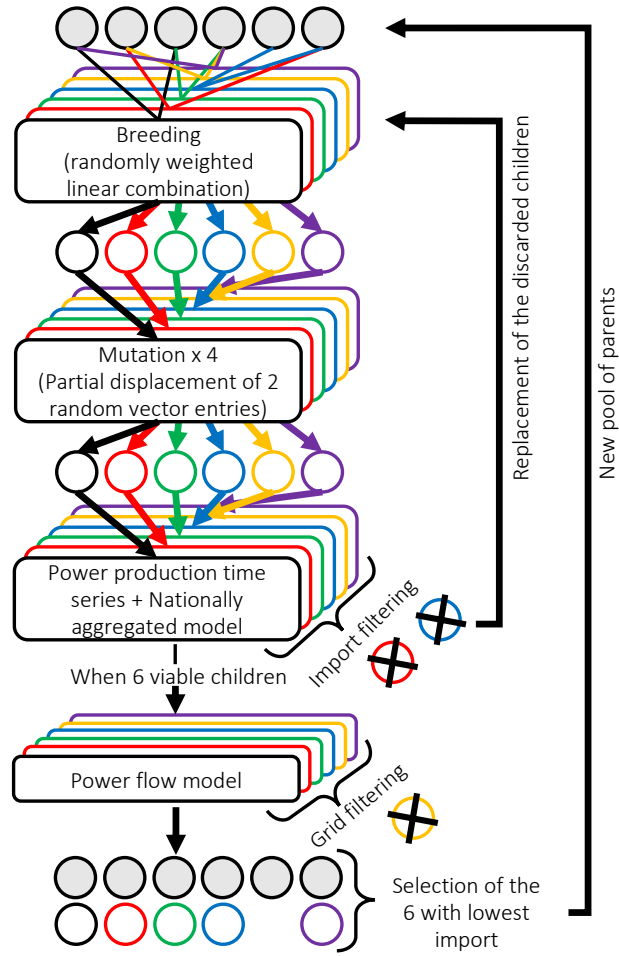 Breeding
(randomly weighted
linear combination)
Mutation x 4
(Partial displacement of 2
random vector entries)
Power production time
series + Nationally
aggregated model
Import filtering
When 6 viable children
Power flow model
Grid filtering
Selection of the
6 with lowest
import
Replacement of the discarded children
New pool of parents